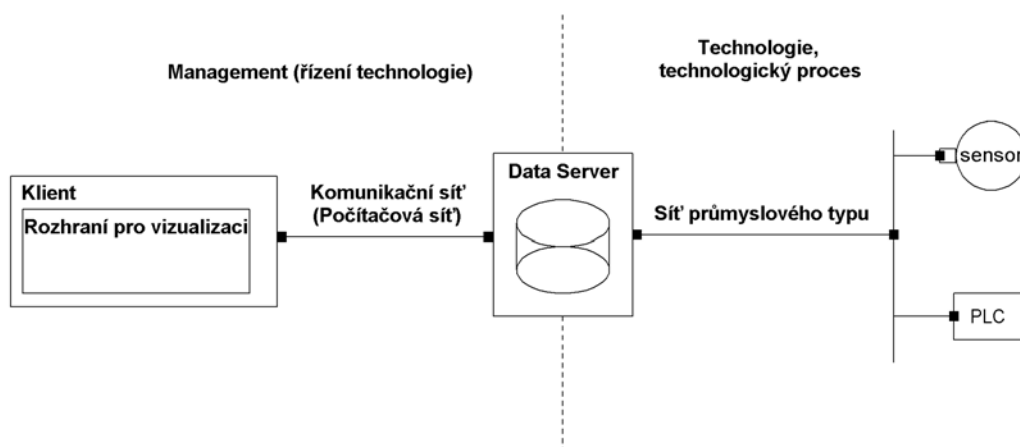 Management (řízení technologie)
Technologie,
technologický proces
Klient
Rozhraní pro vizualizaci
Komunikační síť
(Počítačová síť)
Data Server
Síť průmyslového typu
sensor
PLC